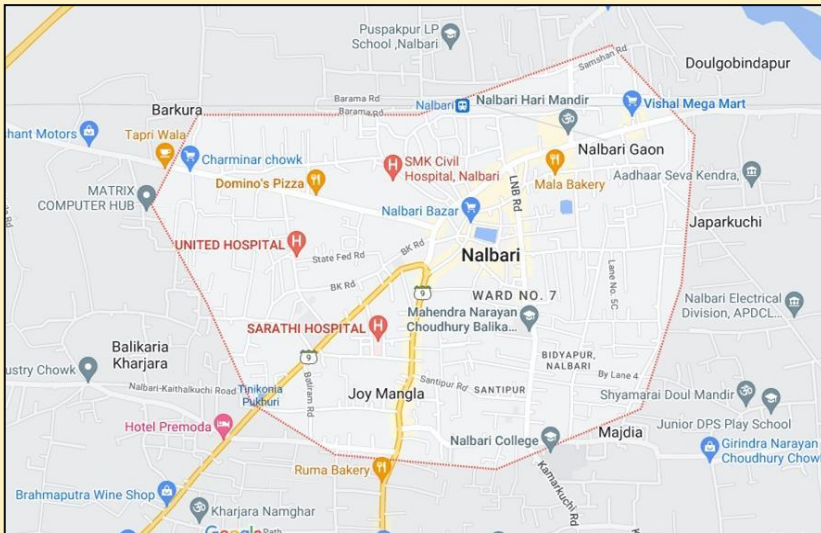 Puspakpur LP
School ,Nalbari
Samshan Rd
Doulgobindapur
Barkura
Barama Rd
Barama Rd
Nalbari
Nalbari Hari Mandir
Vishal Mega Mart
chant Motors
Tapri Wala
Charminar chowk
SMK Civil
Hospital, Nalbari
Nalbari Gaon
Aadhaar Seva Kendra,
MATRIX
COMPUTER HUB
Domino's Pizza
LNB Rd
Mala Bakery
Nalbari Bazar
Japarkuchi
UNITED HOSPITAL
State Fed Rd
BK Rd
Nalbari
Lane No. 5C
BK Rd
9
WARD NO. 7
Mahendra Narayan
Choudhury Balika...
Nalbari Electrical
Division, APDCL...
SARATHI HOSPITAL
Balikaria
Kharjara
9
BIDYAPUR,
NALBARI
By Lane 4
ustry Chowk
Nalbari-Kaithalkuchi Road
Tinikonia
Pukhuri
Batiram Rd
Joy Mangla
Santipur Rd
SANTIPUR
Shyamarai Doul Mandir
Junior DPS Play School
Hotel Premoda
Nalbari College
Majdia
Girindra Narayan
Choudhury Chowk
Ruma Bakery
Kamarkuchi Rd
Brahmaputra Wine Shop
Kharjara Namghar
Google
Path